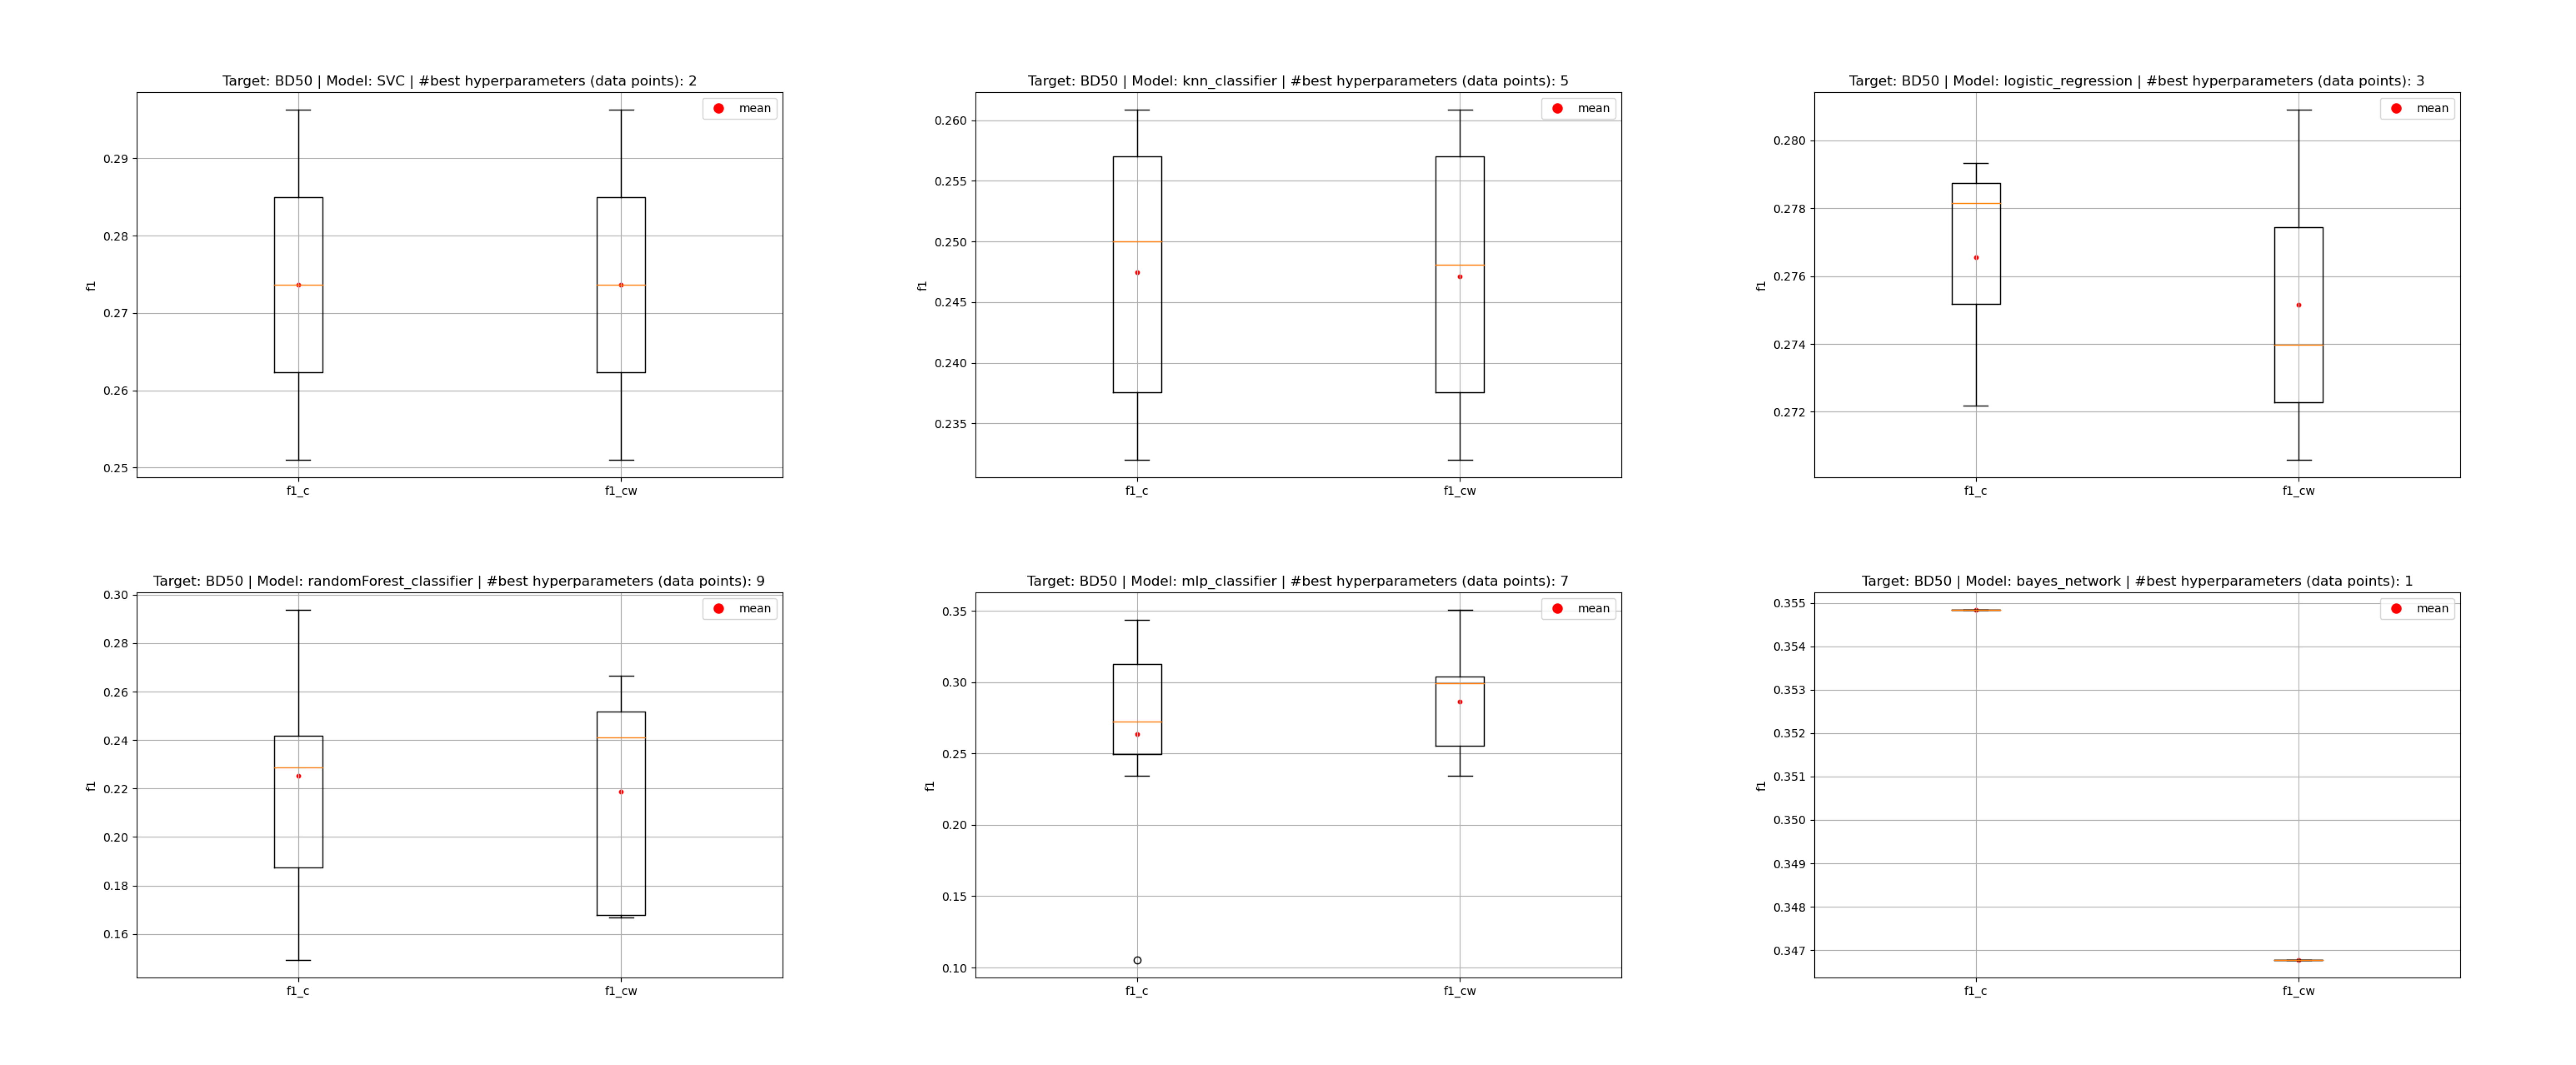 Target: BD50 | Model: SVC | #best hyperparameters (data points): 2
mean
0.29
0.28
0.27
0.26
0.25
f1
f1_c f1_cw
Target: BD50 | Model: knn_classifier | #best hyperparameters (data points): 5
mean
0.260
0.255
0.250
0.245
0.240
0.235
f1
f1_c f1_cw
Target: BD50 | Model: logistic_regression | #best hyperparameters (data points): 3
mean
0.280
0.278
0.276
0.274
0.272
f1
f1_c f1_cw
Target: BD50 | Model: randomForest_classifier | #best hyperparameters (data points): 9
mean
0.30
0.28
0.26
0.24
0.22
0.20
0.18
0.16
f1
f1_c f1_cw
Target: BD50 | Model: mlp_classifier | #best hyperparameters (data points): 7
mean
0.35
0.30
0.25
0.20
0.15
0.10
f1
f1_c f1_cw
Target: BD50 | Model: bayes_network | #best hyperparameters (data points): 1
mean
0.355
0.354
0.353
0.352
0.351
0.350
0.349
0.348
0.347
f1
f1_c f1_cw